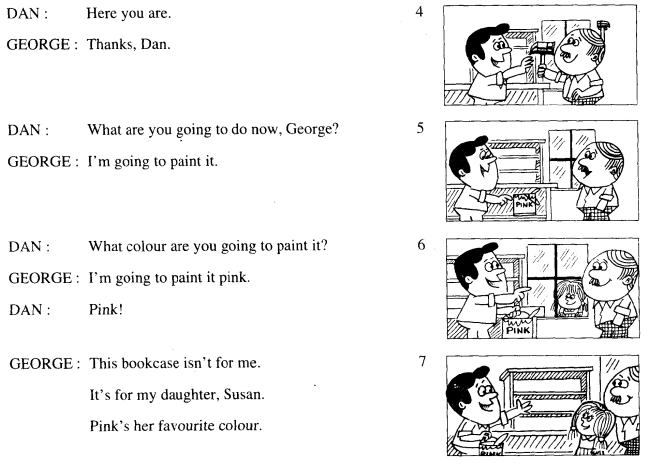 DAN : Here you are. 4
GEORGE : Thanks, Dan.
DAN : What are you going to do now, George? 5
GEORGE : I'm going to paint it.
PINK
DAN : What colour are you going to paint it? 6
GEORGE : I'm going to paint it pink.
DAN : Pink!
PINK
GEORGE : This bookcase isn't for me. 7
It's for my daughter, Susan.
Pink's her favourite colour.
PINK